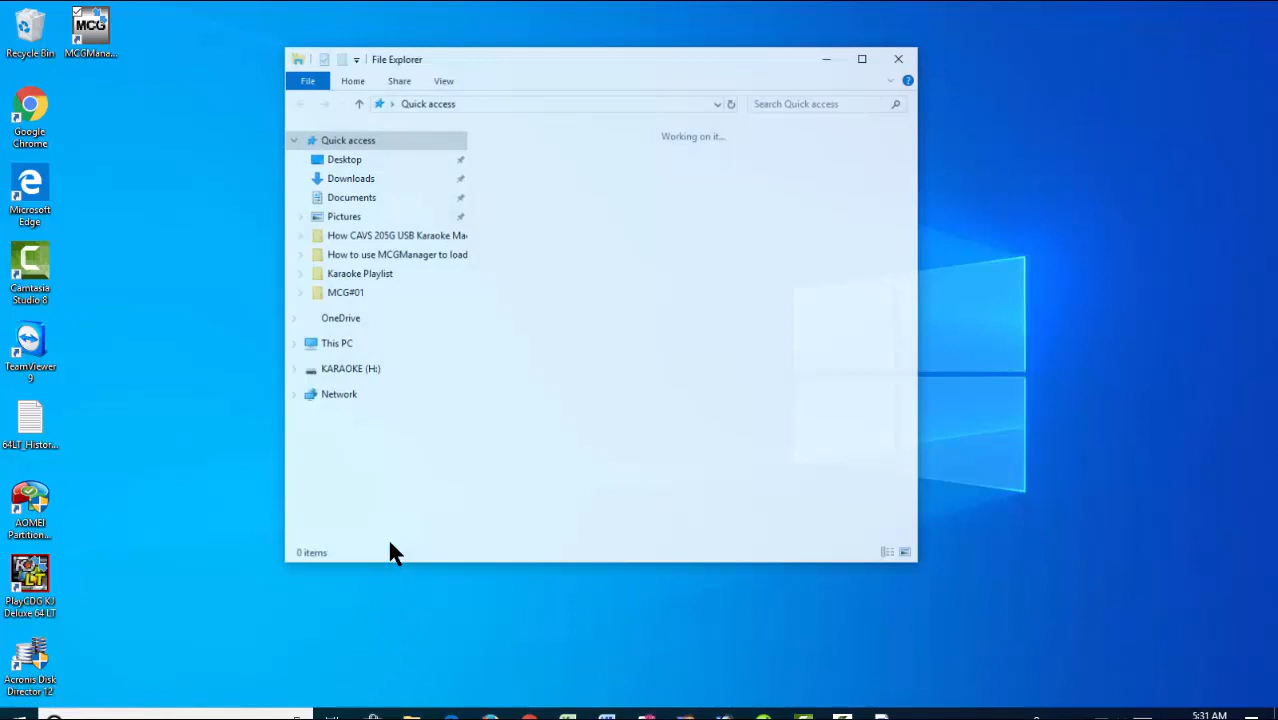 Recycle Bin
MCG
MCGMana...
Google
Chrome
Microsoft
Edge
Camtasia
Studio 8
TeamViewer
9
64LT_Histor...
AOMEI
Partition...
LT
PlayCDG KJ
Deluxe 64 LT
Acronis Disk
Director 12
File Explorer
File
Home
Share
View
Quick access
Search Quick access
Working on it...
Quick access
Desktop
Downloads
Documents
Pictures
How CAVS 205G USB Karaoke Ma
How to use MCGManager to load
Karaoke Playlist
MCG#01
OneDrive
This PC
KARAOKE (H:)
Network
0 items
5:31 AM